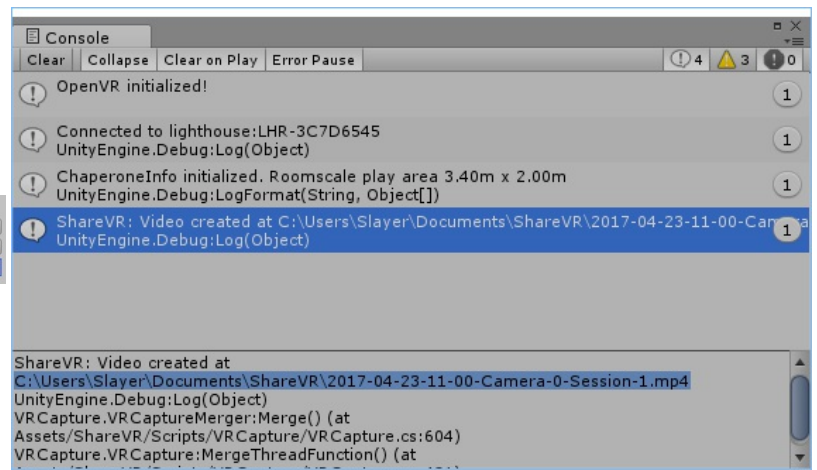 Console
Clear Collapse Clear on Play Error Pause 4 3 0
OpenVR initialized! 1
Connected to lighthouse:LHR-3C7D6545 1
UnityEngine.Debug:Log(Object)
ChaperoneInfo initialized. Roomscale play area 3.40m x 2.00m 1
UnityEngine.Debug:LogFormat(String, Object[])
ShareVR: Video created at C:\Users\Slayer\Documents\ShareVR\2017-04-23-11-00-Camera 1
UnityEngine.Debug:Log(Object)
ShareVR: Video created at
C:\Users\Slayer\Documents\ShareVR\2017-04-23-11-00-Camera-0-Session-1.mp4
UnityEngine.Debug:Log(Object)
VRCapture.VRCaptureMerger:Merge() (at
Assets/ShareVR/Scripts/VRCapture/VRCapture.cs:604)
VRCapture.VRCapture:MergeThreadFunction() (at